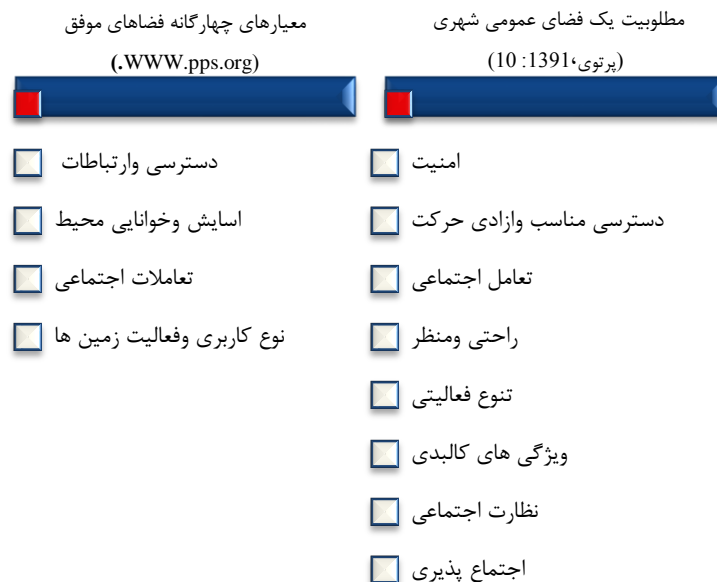 مطلوبیت یک فضای عمومی شهری
(پرتوی،1391: 10)
امنیت
دسترسی مناسب وازادی حرکت
تعامل اجتماعی
راحتی ومنظر
تنوع فعالیتی
ویژگی های کالبدی
نظارت اجتماعی
اجتماع پذیری
معیارهای چهارگانه فضاهای موفق
(WWW.pps.org.)
دسترسی وارتباطات
اسایش وخوانایی محیط
تعاملات اجتماعی
نوع کاربری وفعالیت زمین ها